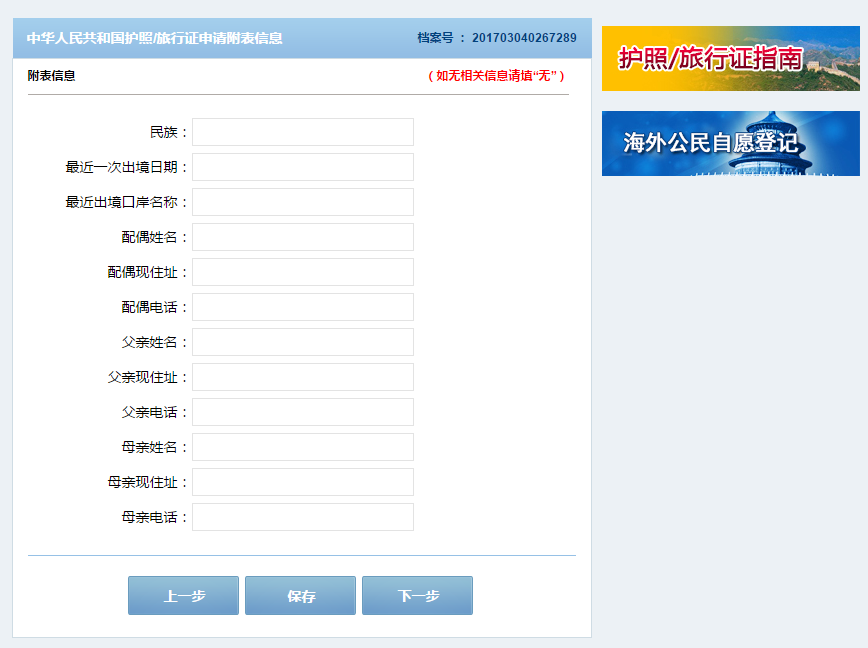 中华人民共和国护照/旅行证申请附表信息 档案号 : 201703040267289
附表信息 (如无相关信息请填“无”)
民族:
最近一次出境日期:
最近出境口岸名称:
配偶姓名:
配偶现住址:
配偶电话:
父亲姓名:
父亲现住址:
父亲电话:
母亲姓名:
母亲现住址:
母亲电话:
上一步 保存 下一步
护照/旅行证指南
海外公民自愿登记